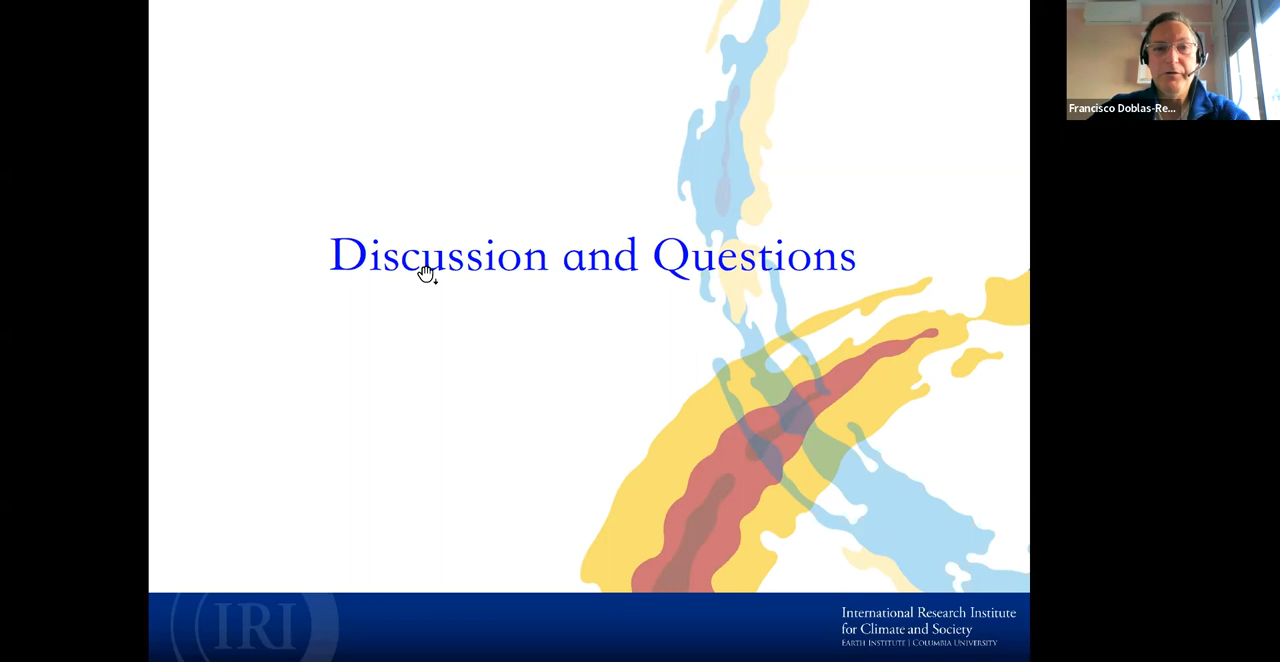 Francisco Doblas-Re...
Discussion and Questions
IRI
International Research Institute
for Climate and Society
EARTH INSTITUTE | COLUMBIA UNIVERSITY